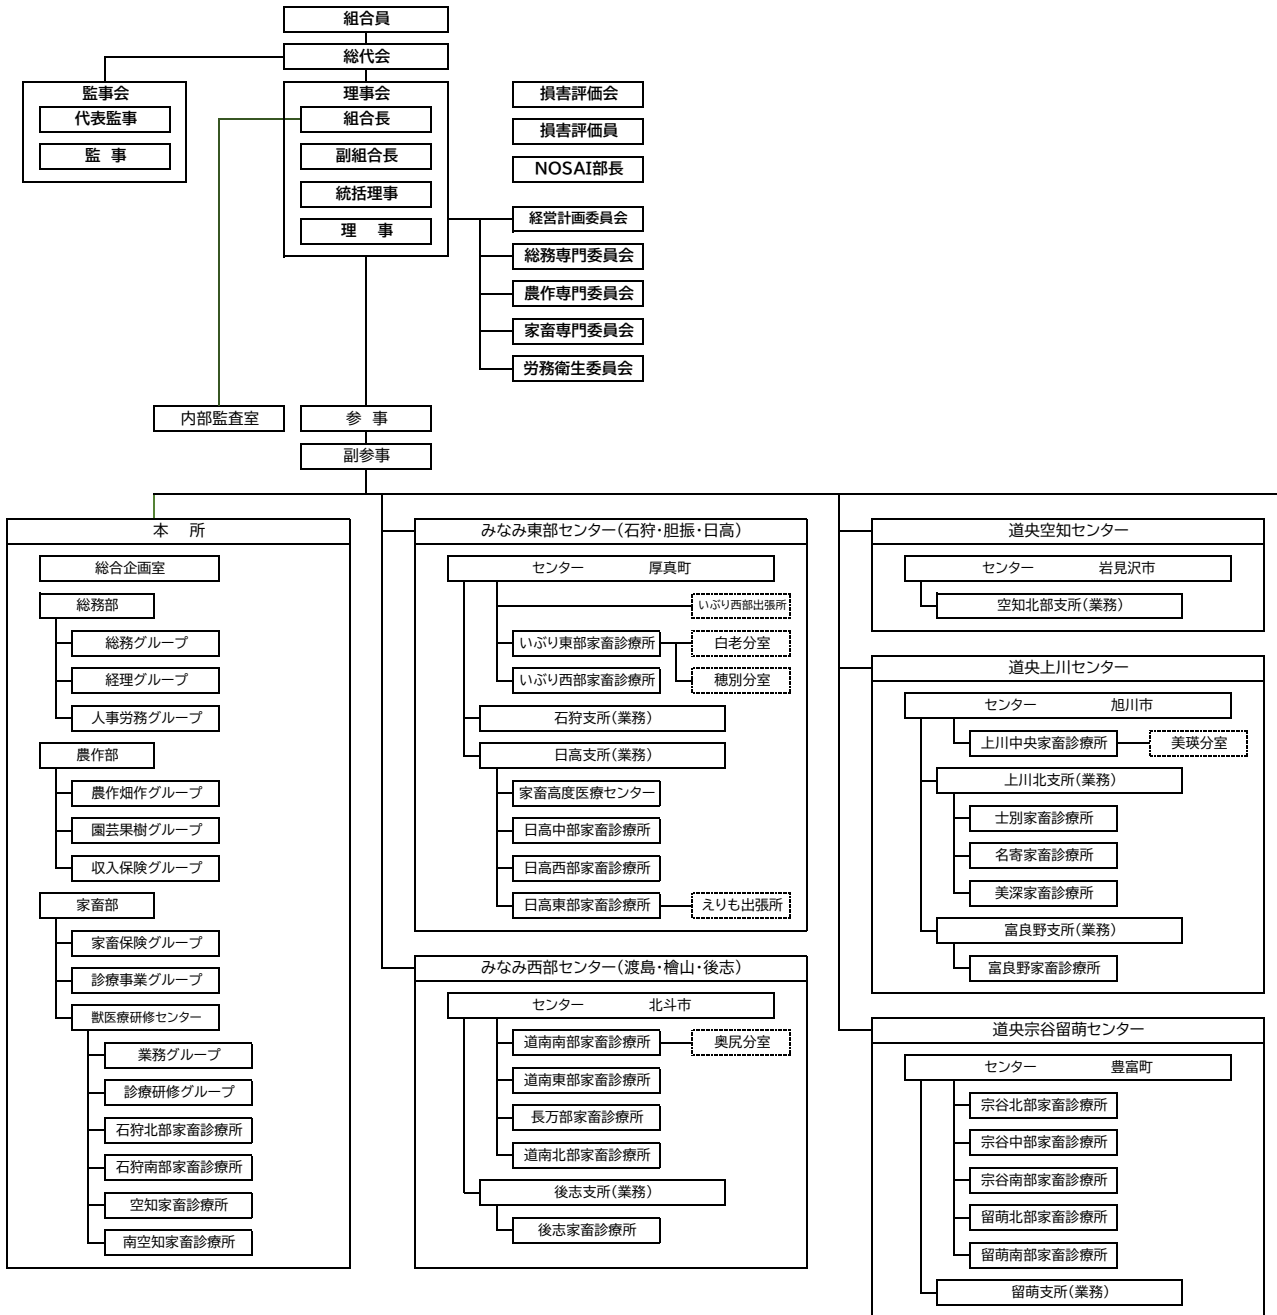 組合員
総代会
監事会
代表監事
監 事
理事会
組合長
副組合長
統括理事
理 事
損害評価会
損害評価員
NOSAI部長
経営計画委員会
総務専門委員会
農作専門委員会
家畜専門委員会
労務衛生委員会
内部監査室
参 事
副参事
本 所
総合企画室
総務部
総務グループ
経理グループ
人事労務グループ
農作部
農作畑作グループ
園芸果樹グループ
収入保険グループ
家畜部
家畜保険グループ
診療事業グループ
獣医療研修センター
業務グループ
診療研修グループ
石狩北部家畜診療所
石狩南部家畜診療所
空知家畜診療所
南空知家畜診療所
みなみ東部センター(石狩・胆振・日高)
センター 厚真町
いぶり西部出張所
いぶり東部家畜診療所 白老分室
いぶり西部家畜診療所 穂別分室
石狩支所(業務)
日高支所(業務)
家畜高度医療センター
日高中部家畜診療所
日高西部家畜診療所
日高東部家畜診療所 えりも出張所
みなみ西部センター(渡島・檜山・後志)
センター 北斗市
道南南部家畜診療所 奥尻分室
道南東部家畜診療所
長万部家畜診療所
道南北部家畜診療所
後志支所(業務)
後志家畜診療所
道央空知センター
センター 岩見沢市
空知北部支所(業務)
道央上川センター
センター 旭川市
上川中央家畜診療所 美瑛分室
上川北支所(業務)
士別家畜診療所
名寄家畜診療所
美深家畜診療所
富良野支所(業務)
富良野家畜診療所
道央宗谷留萌センター
センター 豊富町
宗谷北部家畜診療所
宗谷中部家畜診療所
宗谷南部家畜診療所
留萌北部家畜診療所
留萌南部家畜診療所
留萌支所(業務)